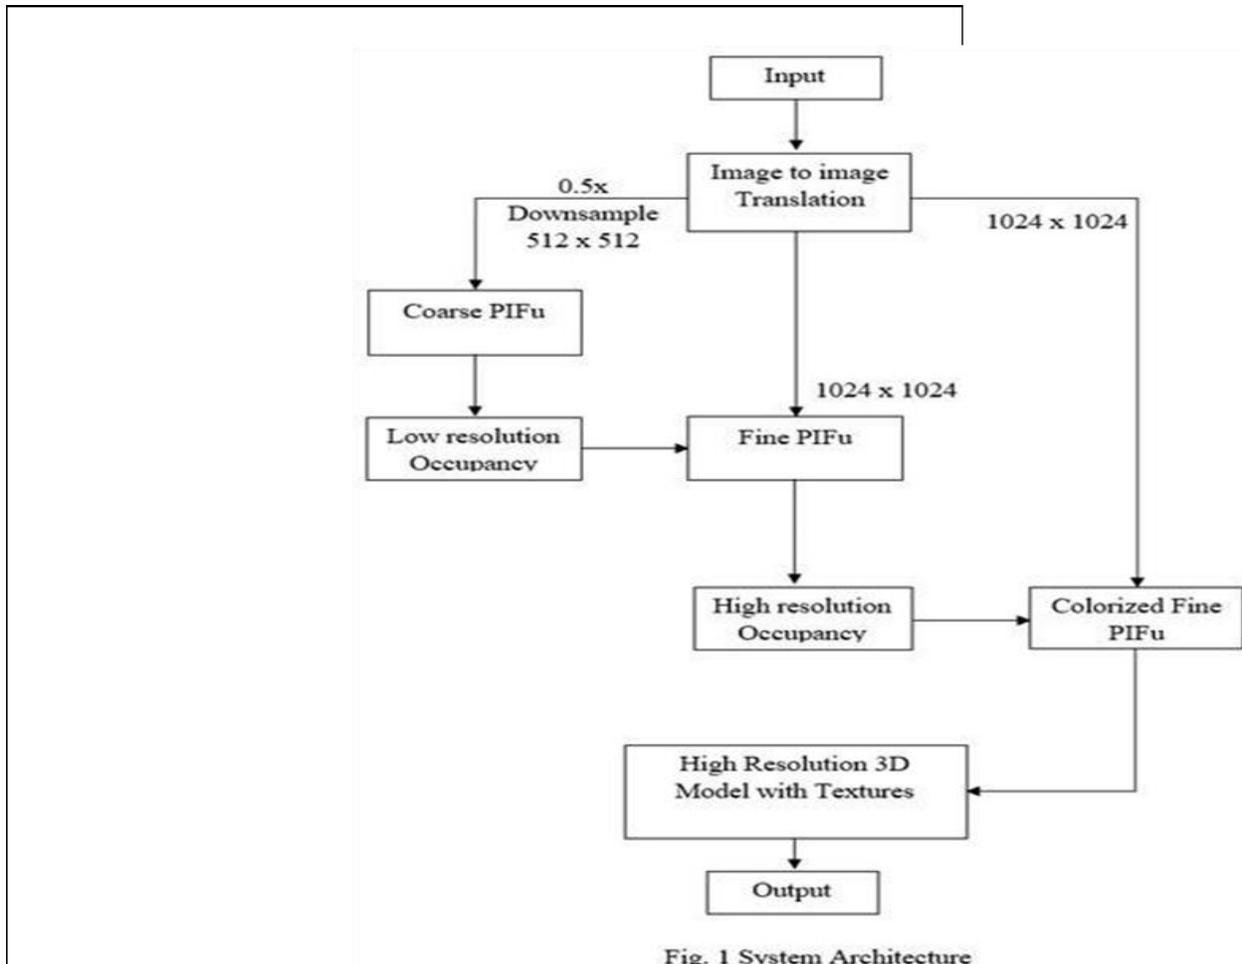 Input
Image to image
Translation
0.5x
Downsample
512 x 512
1024 x 1024
Coarse PIFu
1024 x 1024
Low resolution
Occupancy
Fine PIFu
High resolution
Occupancy
Colorized Fine
PIFu
High Resolution 3D
Model with Textures
Output
Fig. 1 System Architecture